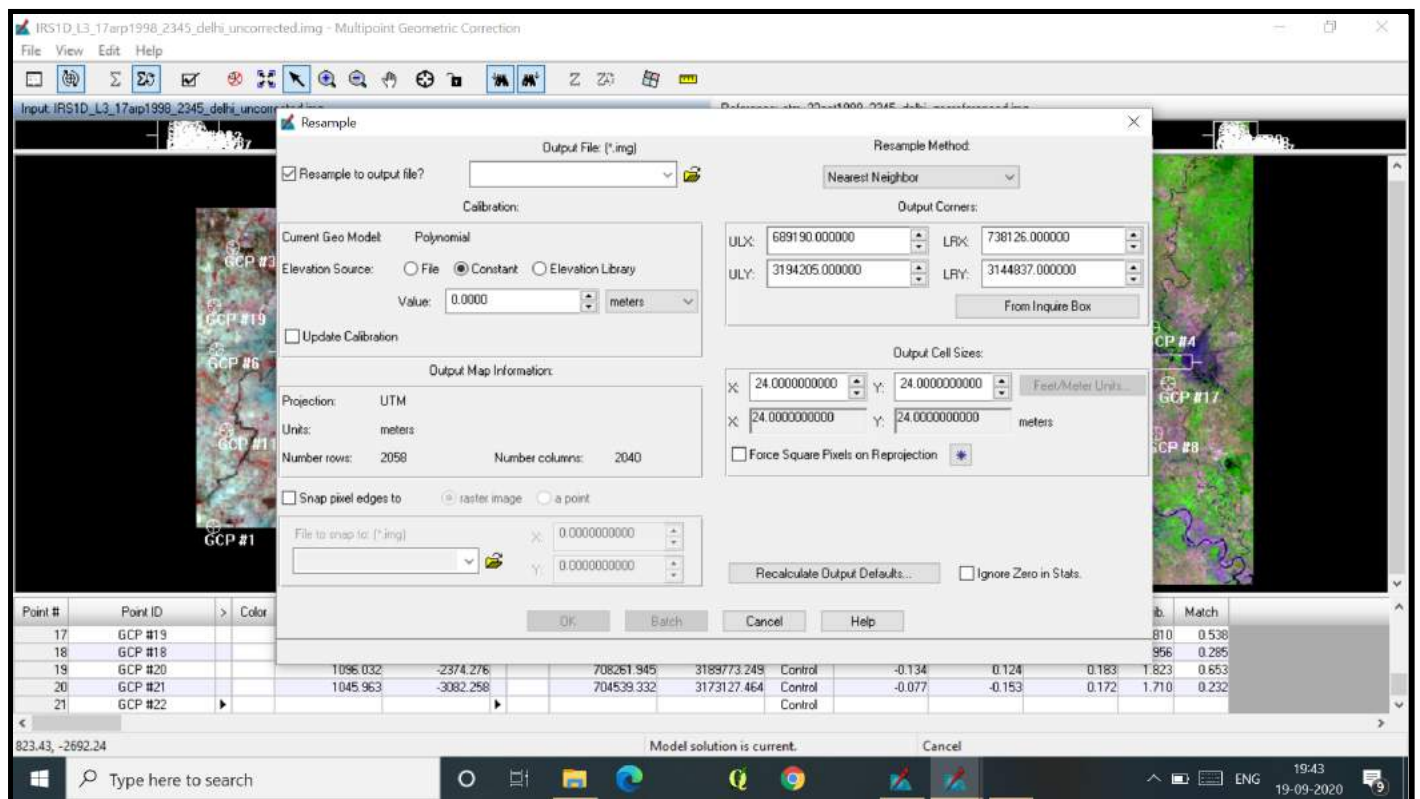 IRS1D_L3_17arp1998_2345_delhi_uncorrected.img - Multipoint Geometric Correction
File View Edit Help
Input: IRS1D_L3_17arp1998_2345_delhi_uncorrected.img
Resample
Output File: (*.img)
Resample Method:
Resample to output file?
Nearest Neighbor
Calibration:
Output Corners:
Current Geo Model: Polynomial
ULX: 689190.000000 LRX: 738126.000000
Elevation Source: File Constant Elevation Library
ULY: 3194205.000000 LRY: 3144837.000000
Value: 0.0000 meters
From Inquire Box
Update Calibration
Output Cell Sizes:
Output Map Information:
X: 24.0000000000 Y: 24.0000000000 Feet/Meter Units...
Projection: UTM
X: 24.0000000000 Y: 24.0000000000 meters
Units: meters
Number rows: 2058 Number columns: 2040
Force Square Pixels on Reprojection
Snap pixel edges to raster image a point
File to snap to: (*.img) X: 0.0000000000
Y: 0.0000000000
Recalculate Output Defaults... Ignore Zero in Stats.
OK Batch Cancel Help
GCP #3
GCP #19
GCP #6
GCP #11
GCP #1
CP #4
GCP #17
CP #8
Point # Point ID > Color Match
17 GCP #19 810 0.538
18 GCP #18 956 0.285
19 GCP #20 1096.032 -2374.276 708261.945 3189773.249 Control -0.134 0.124 0.183 1.823 0.653
20 GCP #21 1045.963 -3082.258 704539.332 3173127.464 Control -0.077 -0.153 0.172 1.710 0.232
21 GCP #22 Control
823.43, -2692.24 Model solution is current. Cancel
Type here to search
ENG
19:43
19-09-2020
9